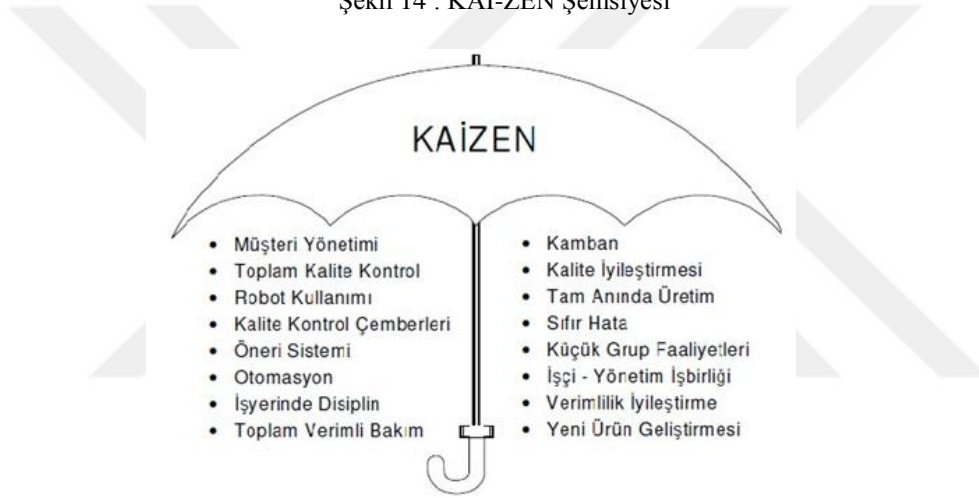 Şekil 14 : KAİ-ZEN Şemsiyesi
KAİZEN
• Müşteri Yönetimi
• Toplam Kalite Kontrol
• Robot Kullanımı
• Kalite Kontrol Çemberleri
• Öneri Sistemi
• Otomasyon
• İşyerinde Disiplin
• Toplam Verimli Bakım
• Kamban
• Kalite İyileştirmesi
• Tam Anında Üretim
• Sıfır Hata
• Küçük Grup Faaliyetleri
• İşçi - Yönetim İşbirliği
• Verimlilik İyileştirme
• Yeni Ürün Geliştirmesi